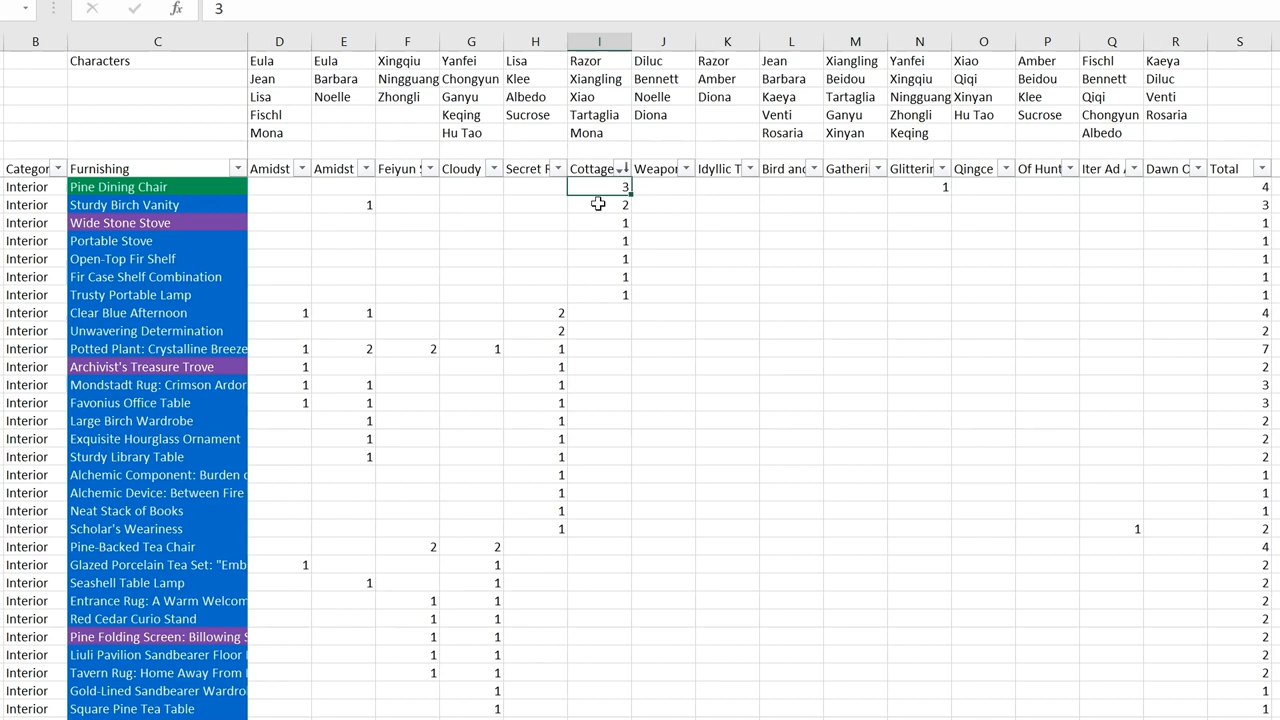 fx 3
B C D E F G H I J K L M N O P Q R S
Characters Eula Eula Xingqiu Yanfei Lisa Razor Diluc Razor Jean Xiangling Yanfei Xiao Amber Fischl Kaeya
Jean Barbara Ningguang Chongyun Klee Xiangling Bennett Amber Barbara Beidou Xingqiu Qiqi Beidou Bennett Diluc
Lisa Noelle Zhongli Ganyu Albedo Xiao Noelle Diona Kaeya Tartaglia Ningguang Xinyan Klee Qiqi Venti
Fischl Keqing Sucrose Tartaglia Diona Venti Ganyu Zhongli Hu Tao Sucrose Chongyun Rosaria
Mona Hu Tao Mona Rosaria Xinyan Keqing Albedo
Categor Furnishing Amidst Amidst Feiyun Cloudy Secret Cottage Weapon Idyllic Bird and Gatheri Glitterin Qingce Of Hunt Iter Ad Dawn Total
Interior Pine Dining Chair 3 1 4
Interior Sturdy Birch Vanity 1 2 3
Interior Wide Stone Stove 1 1
Interior Portable Stove 1 1
Interior Open-Top Fir Shelf 1 1
Interior Fir Case Shelf Combination 1 1
Interior Trusty Portable Lamp 1 1
Interior Clear Blue Afternoon 1 1 2 4
Interior Unwavering Determination 2 2
Interior Potted Plant: Crystalline Breeze 1 2 2 1 1 7
Interior Archivist's Treasure Trove 1 1 2
Interior Mondstadt Rug: Crimson Ardor 1 1 1 3
Interior Favonius Office Table 1 1 1 3
Interior Large Birch Wardrobe 1 1 2
Interior Exquisite Hourglass Ornament 1 1 2
Interior Sturdy Library Table 1 1 2
Interior Alchemic Component: Burden 1 1
Interior Alchemic Device: Between Fire 1 1
Interior Neat Stack of Books 1 1
Interior Scholar's Weariness 1 1 2
Interior Pine-Backed Tea Chair 2 2 4
Interior Glazed Porcelain Tea Set: "Emb 1 1 2
Interior Seashell Table Lamp 1 1 2
Interior Entrance Rug: A Warm Welcom 1 1 2
Interior Red Cedar Curio Stand 1 1 2
Interior Pine Folding Screen: Billowing 1 1 2
Interior Liuli Pavilion Sandbearer Floor 1 1 2
Interior Tavern Rug: Home Away From 1 1 2
Interior Gold-Lined Sandbearer Wardro 1 1
Interior Square Pine Tea Table 1 1